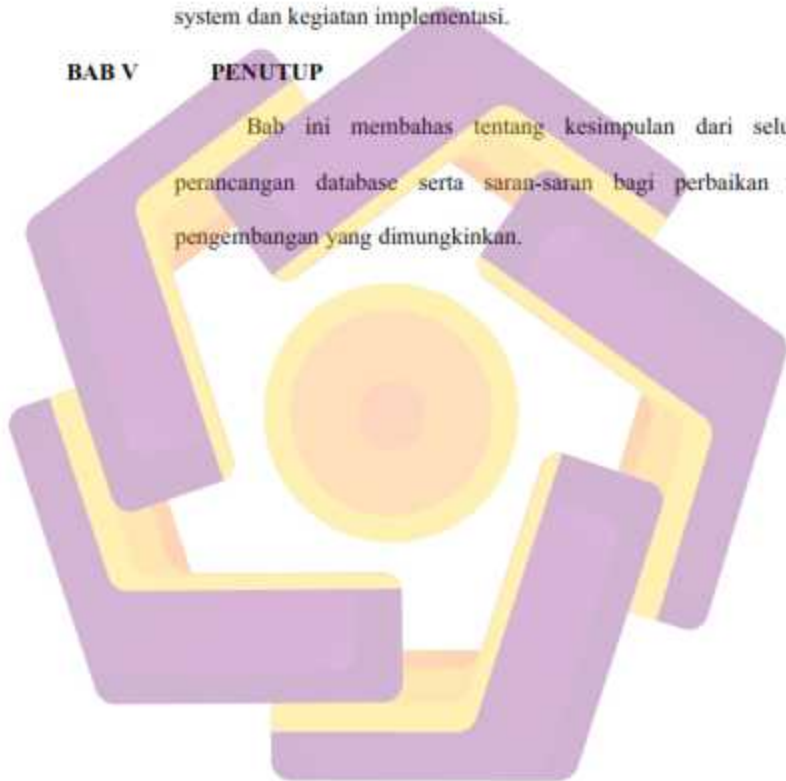 system dan kegiatan implementasi.
BAB V PENUTUP
Bab ini membahas tentang kesimpulan dari
perancangan database serta saran-saran bagi perbaikan
pengembangan yang dimungkinkan.